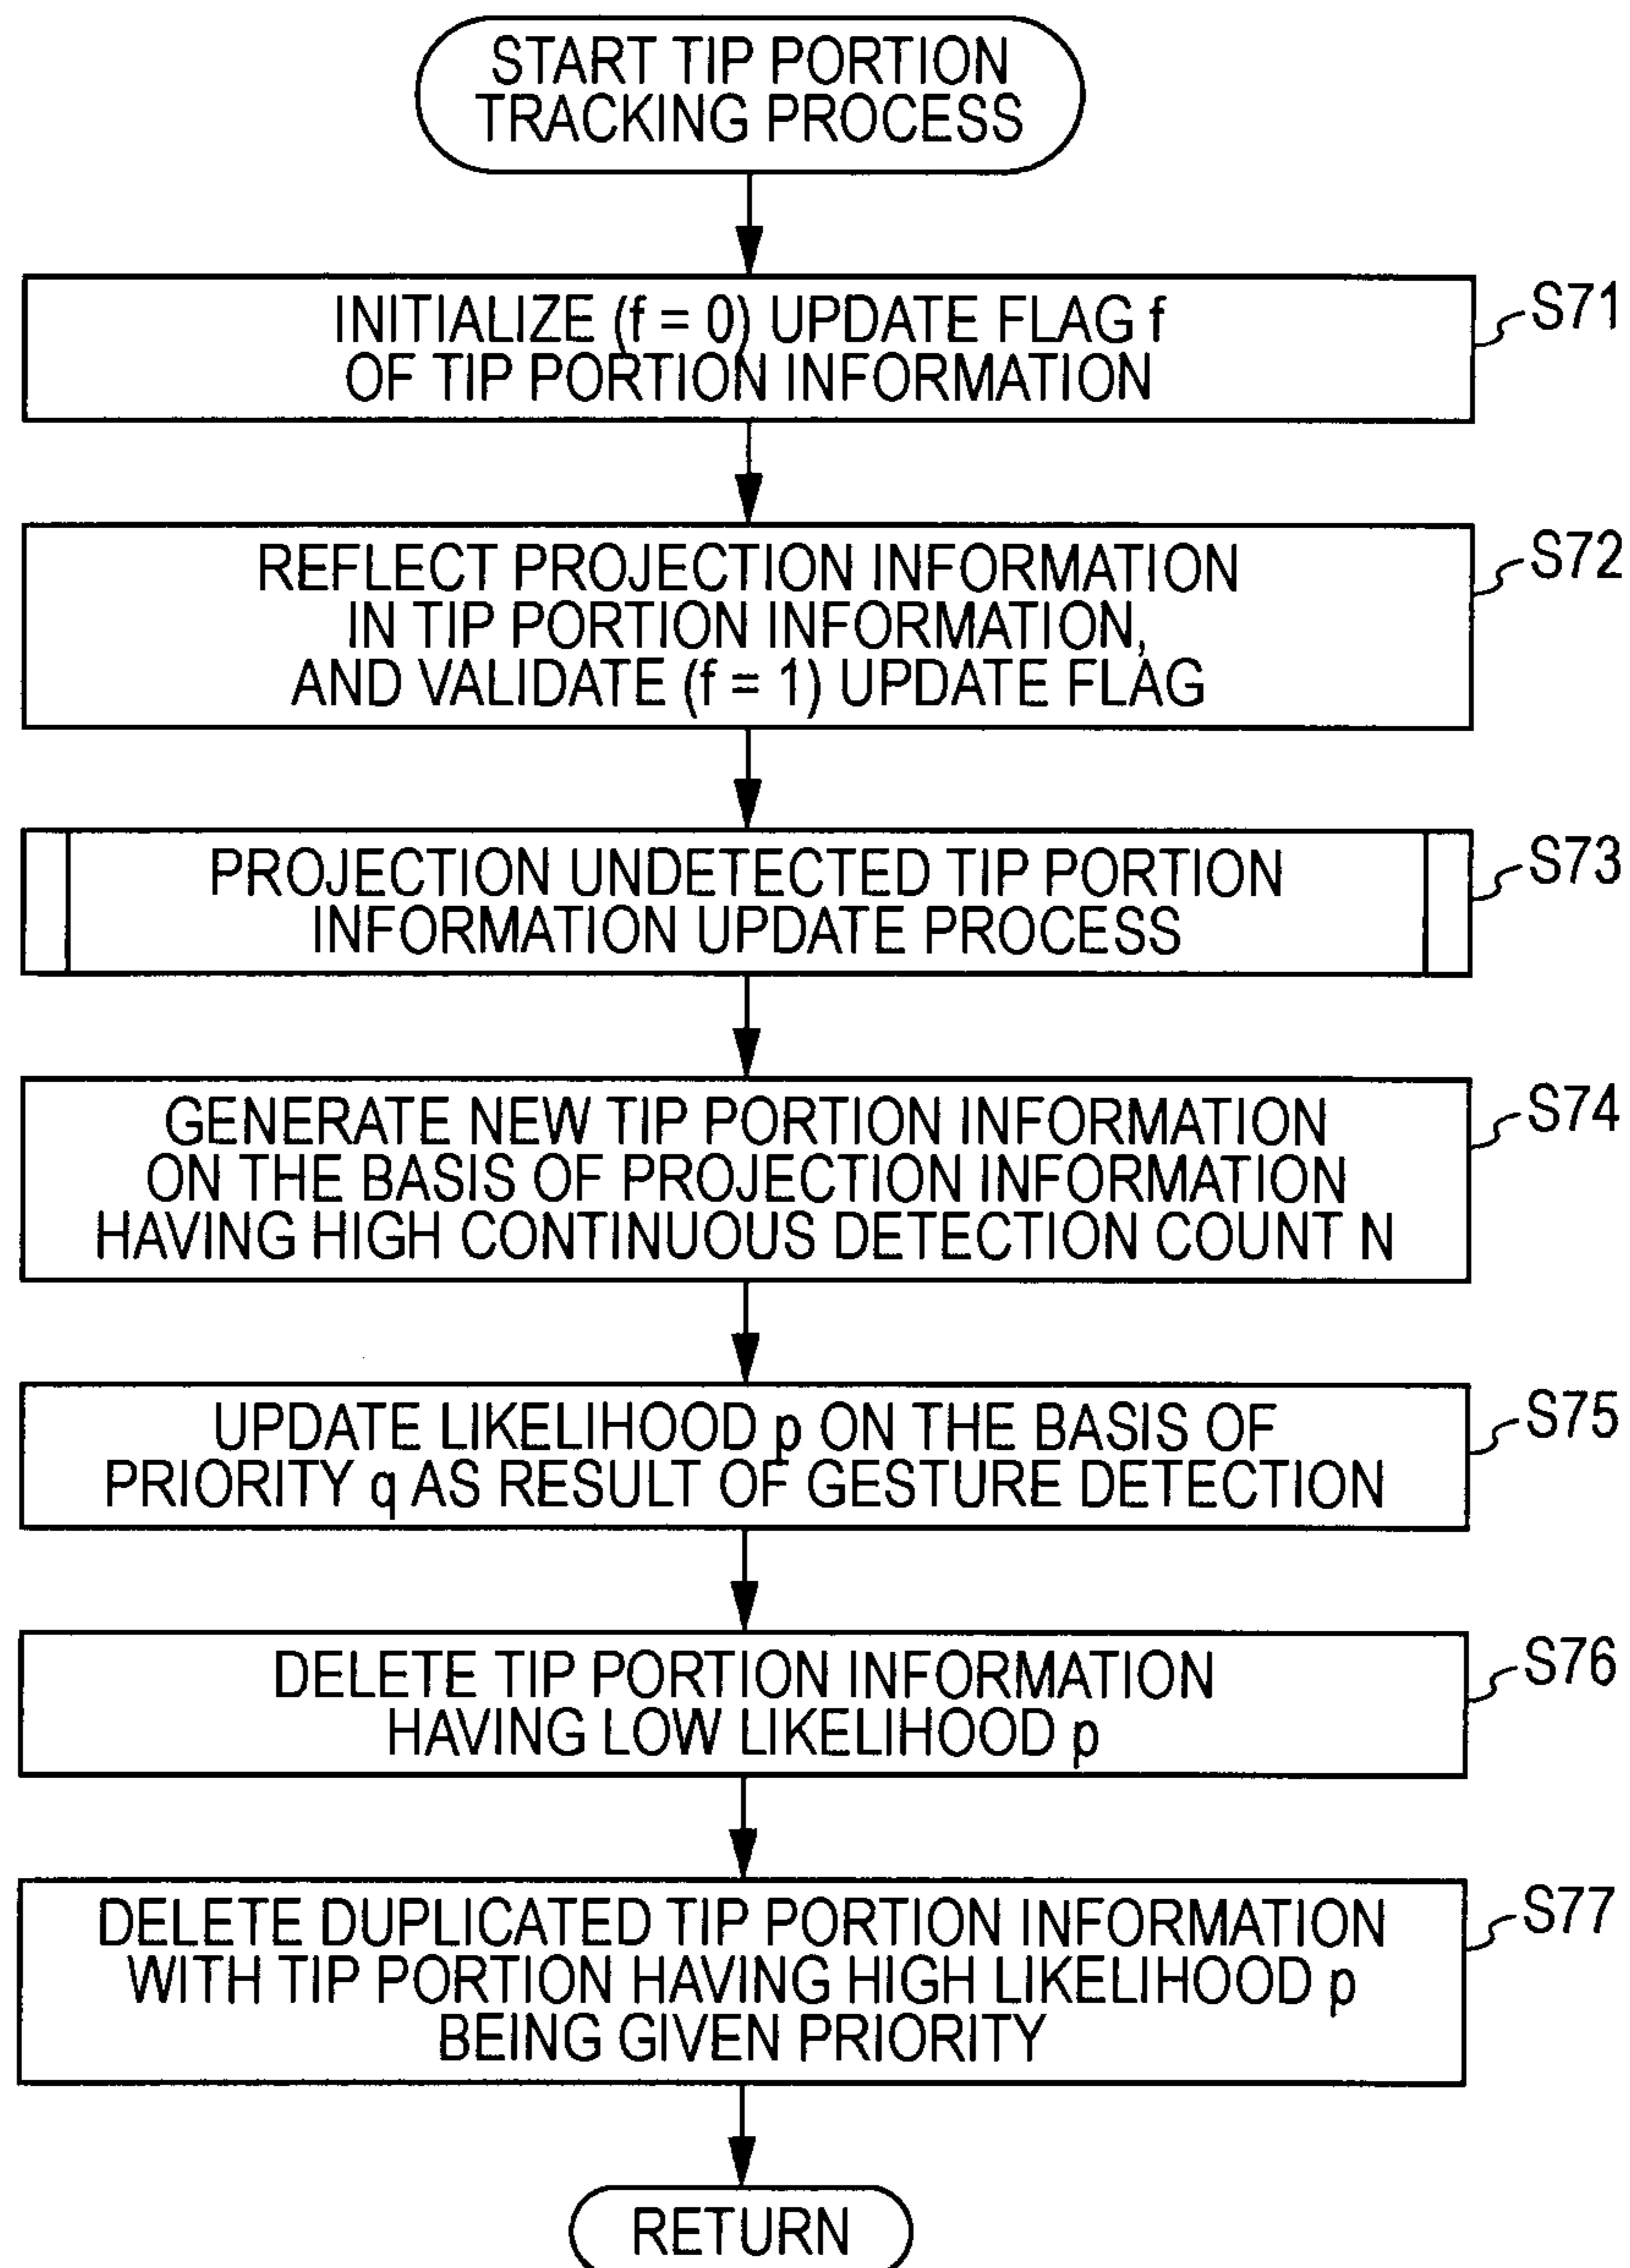 START TIP PORTION
TRACKING PROCESS
INITIALIZE (f = 0) UPDATE FLAG f
OF TIP PORTION INFORMATION
S71
REFLECT PROJECTION INFORMATION
IN TIP PORTION INFORMATION,
AND VALIDATE (f = 1) UPDATE FLAG
S72
PROJECTION UNDETECTED TIP PORTION
INFORMATION UPDATE PROCESS
S73
GENERATE NEW TIP PORTION INFORMATION
ON THE BASIS OF PROJECTION INFORMATION
HAVING HIGH CONTINUOUS DETECTION COUNT N
S74
UPDATE LIKELIHOOD p ON THE BASIS OF
PRIORITY q AS RESULT OF GESTURE DETECTION
S75
DELETE TIP PORTION INFORMATION
HAVING LOW LIKELIHOOD p
S76
DELETE DUPLICATED TIP PORTION INFORMATION
WITH TIP PORTION HAVING HIGH LIKELIHOOD p
BEING GIVEN PRIORITY
S77
RETURN